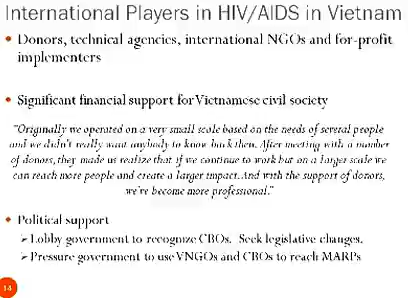 International Players in HIV/AIDS in Vietnam
• Donors, technical agencies, international NGOs and for-profit
implementers
• Significant financial support for Vietnamese civil society
"Originally we operated on a very small scale based on the needs of several people
and we didn't really want anybody to know back then. After meeting with a number
of donors, they made us realize that if we continue to work but on a larger scale we
can reach more people and create a larger impact. And with the support of donors,
we're become more professional."
• Political support
➢ Lobby government to recognize CBOs. Seek legislative changes.
➢ Pressure government to use VNGOs and CBOs to reach MARPs
14